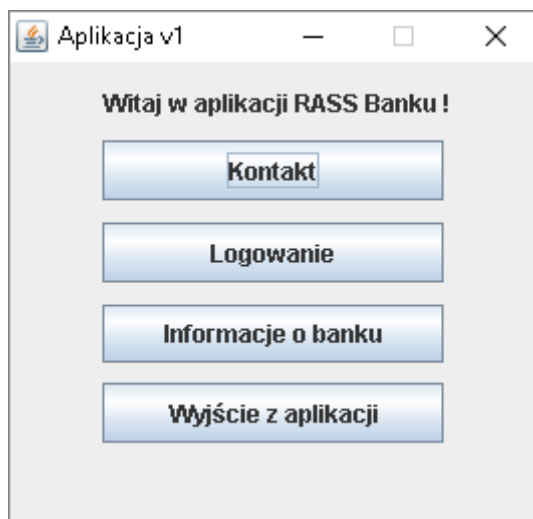 Aplikacja v1
Witaj w aplikacji RASS Banku !
Kontakt
Logowanie
Informacje o banku
Wyjście z aplikacji